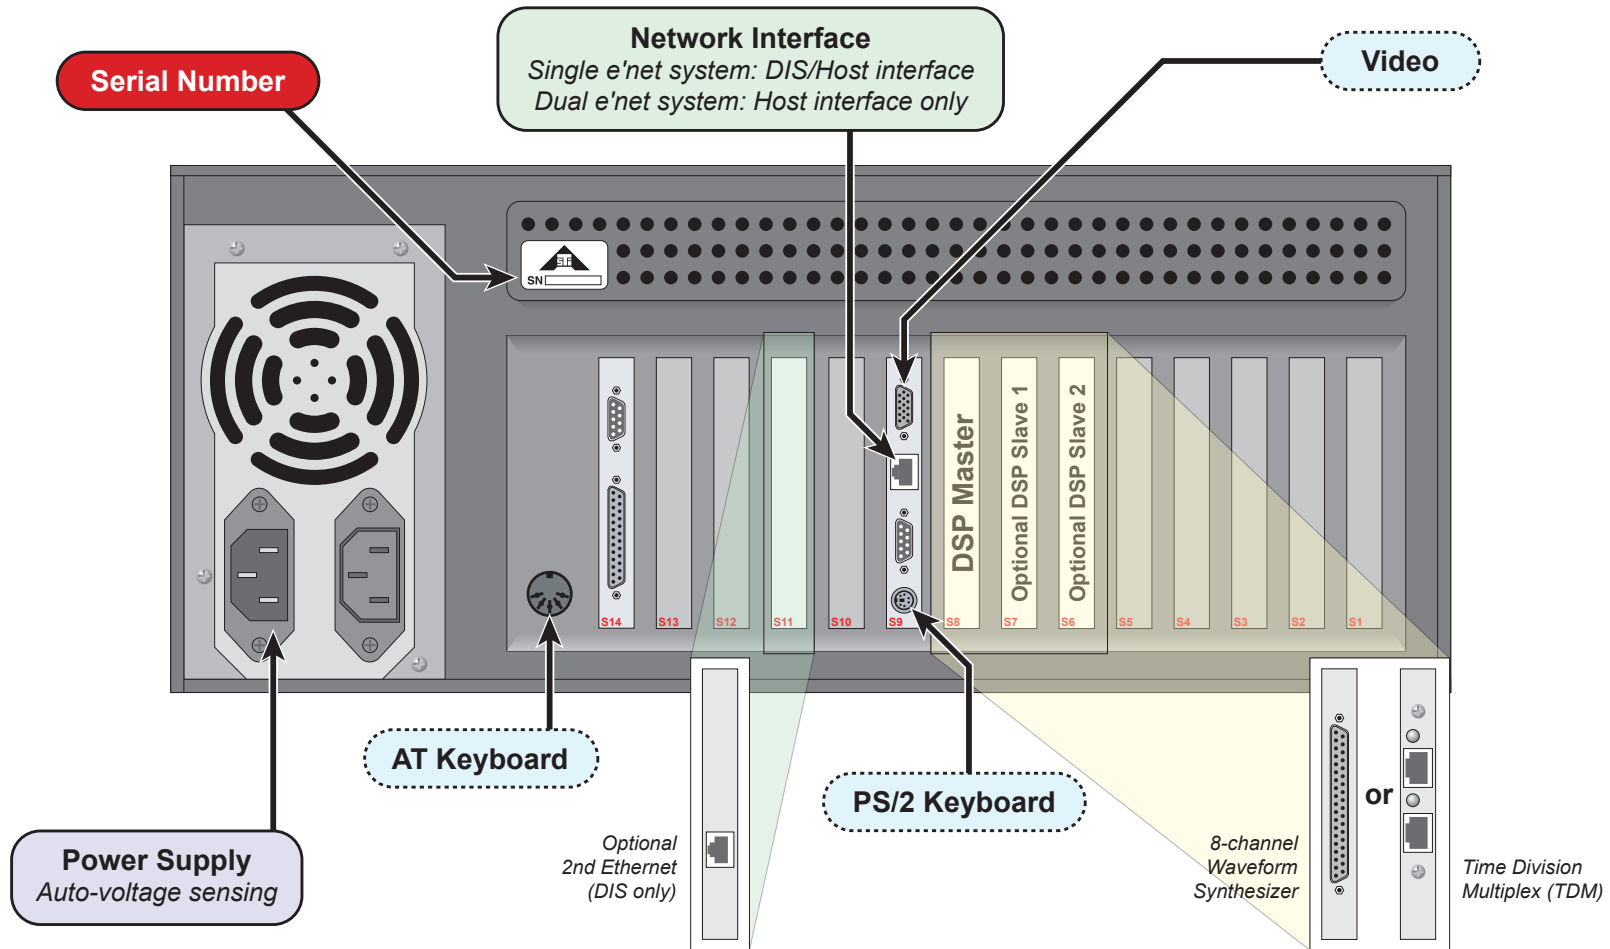 Network Interface
Single e'net system: DIS/Host interface
Dual e'net system: Host interface only
Serial Number
Video
SN
DSP Master
Optional DSP Slave 1
Optional DSP Slave 2
S14
S13
S12
S11
S10
S9
S8
S7
S6
S5
S4
S3
S2
S1
AT Keyboard
PS/2 Keyboard
Power Supply
Auto-voltage sensing
Optional
2nd Ethernet
(DIS only)
8-channel
Waveform
Synthesizer
or
Time Division
Multiplex (TDM)